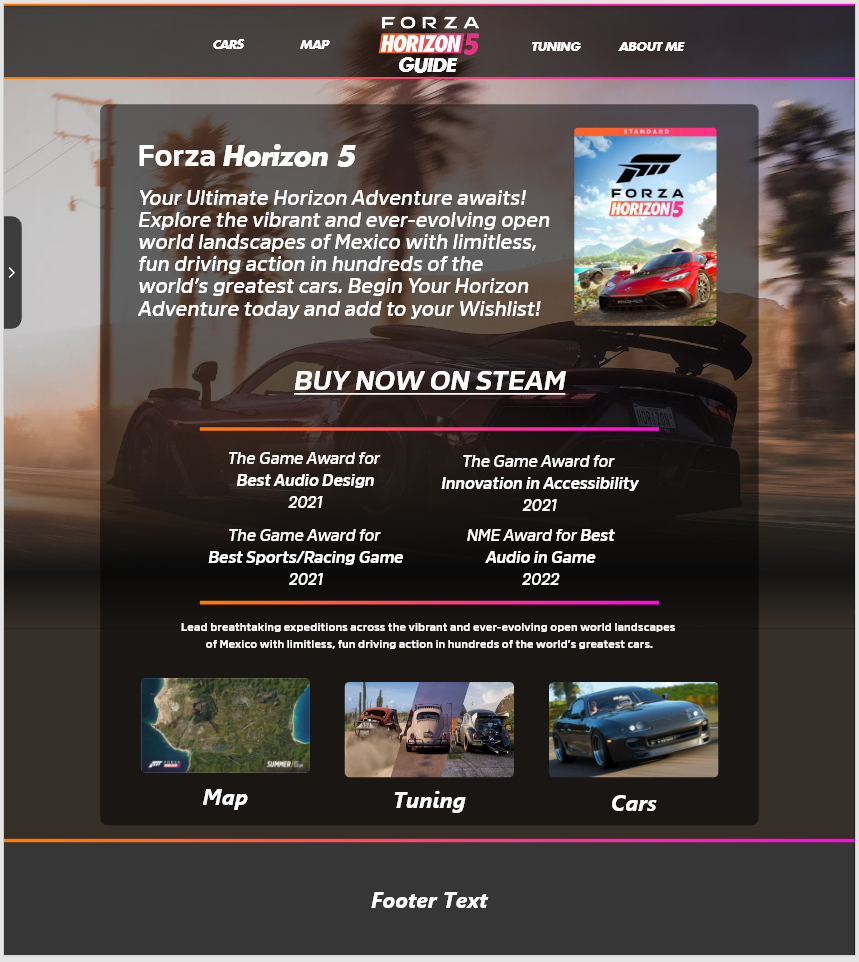 CARS
MAP
FORZA
HORIZON 5
GUIDE
TUNING
ABOUT ME
Forza Horizon 5
Your Ultimate Horizon Adventure awaits!
Explore the vibrant and ever-evolving open
world landscapes of Mexico with limitless,
fun driving action in hundreds of the
world's greatest cars. Begin Your Horizon
Adventure today and add to your Wishlist!
STANDARD
FORZA
HORIZON 5
BUY NOW ON STEAM
HORIZON
The Game Award for
Best Audio Design
2021
The Game Award for
Innovation in Accessibility
2021
The Game Award for
Best Sports/Racing Game
2021
NME Award for Best
Audio in Game
2022
Lead breathtaking expeditions across the vibrant and ever-evolving open world landscapes
of Mexico with limitless, fun driving action in hundreds of the world's greatest cars.
FORZA
HORIZON 5
SUMMER
Map
Tuning
Cars
Footer Text